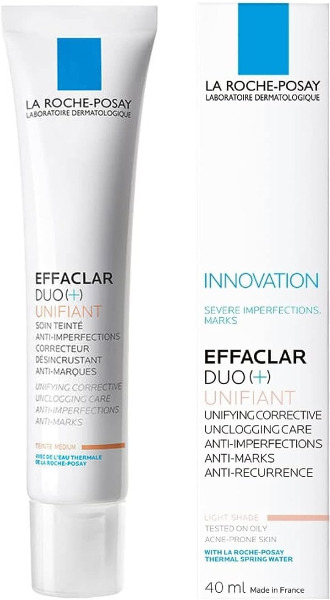 LA ROCHE-POSAY
LABORATOIRE DERMATOLOGIQUE
EFFACLAR
DUO(+)
UNIFIANT
SOIN TEINTÉ
ANTI-IMPERFECTIONS
CORRECTEUR
DÉSINCRUSTANT
ANTI-MARQUES
UNIFYING CORRECTIVE
UNCLOGGING CARE
ANTI-IMPERFECTIONS
ANTI-MARKS
TEINTE MEDIUM
AVEC DE L'EAU THERMALE
DE LA ROCHE-POSAY
LA ROCHE-POSAY
LABORATOIRE DERMATOLOGIQUE
INNOVATION
SEVERE IMPERFECTIONS,
MARKS
EFFACLAR
DUO(+)
UNIFIANT
UNIFYING CORRECTIVE
UNCLOGGING CARE
ANTI-IMPERFECTIONS
ANTI-MARKS
ANTI-RECURRENCE
LIGHT SHADE
TESTED ON OILY
ACNE-PRONE SKIN
WITH LA ROCHE-POSAY
THERMAL SPRING WATER
40 ml Made in France